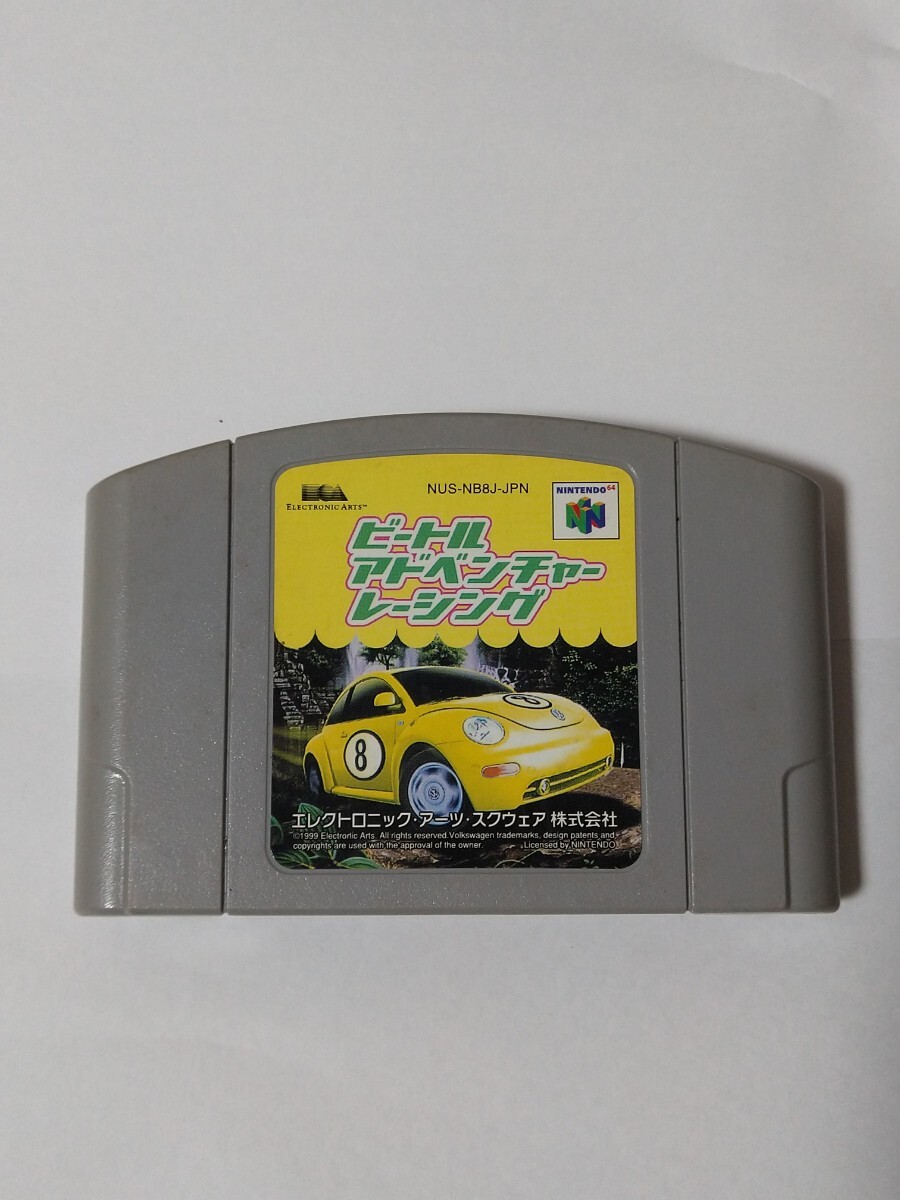 ELECTRONIC ARTS™
NUS-NB8J-JPN
NINTENDO64
ビートル
アドベンチャー
レーシング
8
8
エレクトロニック・アーツ・スクウェア 株式会社
©1999 Electrortic Arts. All rights reserved.Volkswagen trademarks, design patents and
copyrights are used with the approval of the owner. Licensed by NINTENDO